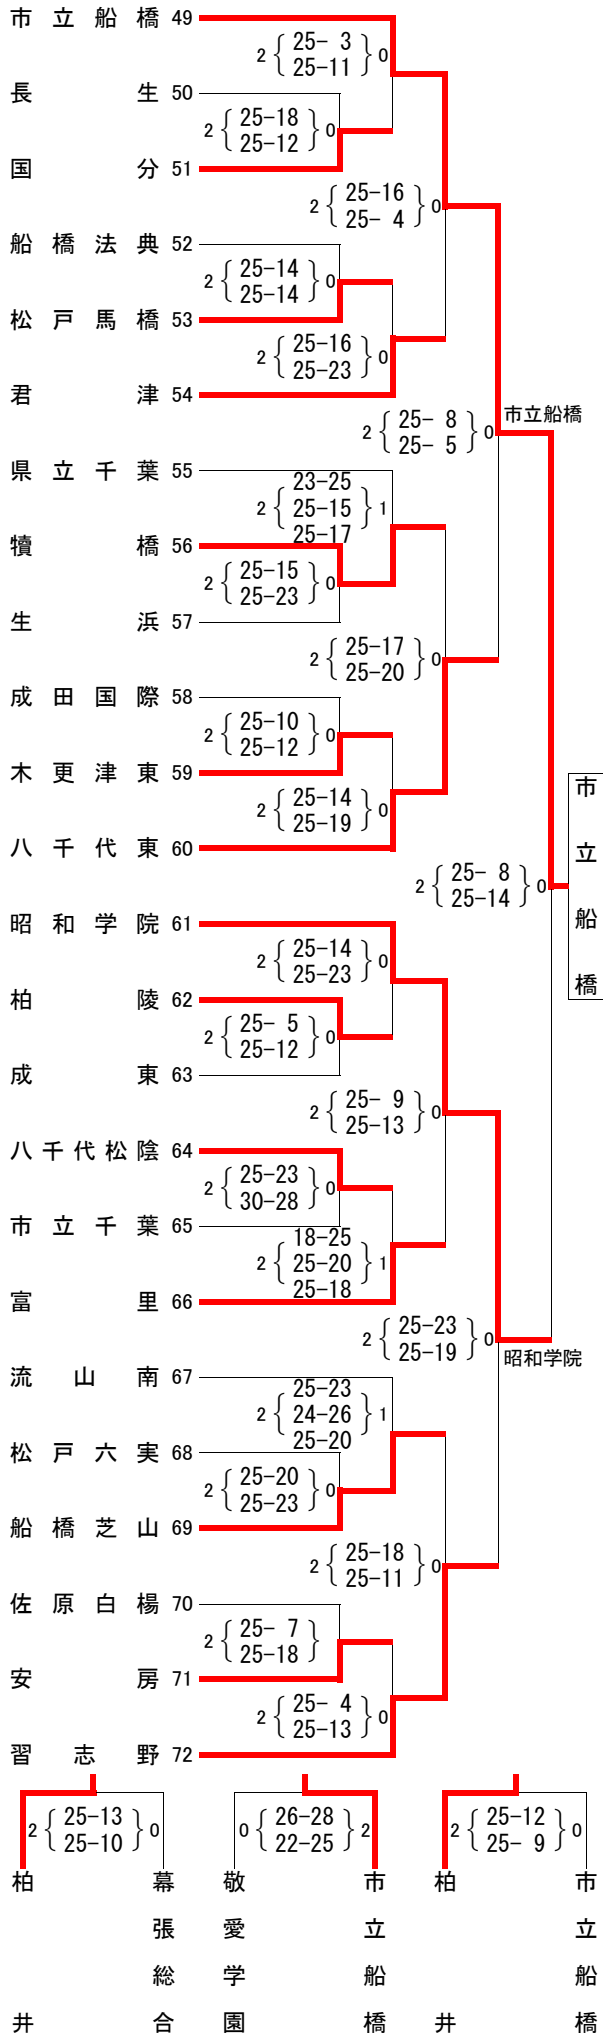 市立船橋 49
2 { 25- 3 } 0
25-11
長生 50
2 { 25-18 } 0
25-12
国分 51
2 { 25-16 } 0
25- 4
船橋法典 52
2 { 25-14 } 0
25-14
松戸馬橋 53
2 { 25-16 } 0
25-23
君津 54
市立船橋
2 { 25- 8 } 0
25- 5
県立千葉 55
23-25
2 { 25-15 } 1
25-17
犢橋 56
2 { 25-15 } 0
25-23
生浜 57
2 { 25-17 } 0
25-20
成田国際 58
2 { 25-10 } 0
25-12
木更津東 59
2 { 25-14 } 0
25-19
八千代東 60
市立船橋
2 { 25- 8 } 0
25-14
昭和学院 61
2 { 25-14 } 0
25-23
柏陵 62
2 { 25- 5 } 0
25-12
成東 63
2 { 25- 9 } 0
25-13
八千代松陰 64
2 { 25-23 } 0
30-28
市立千葉 65
18-25
2 { 25-20 } 1
25-18
富里 66
2 { 25-23 } 0
25-19
昭和学院
流山南 67
25-23
2 { 24-26 } 1
25-20
松戸六実 68
2 { 25-20 } 0
25-23
船橋芝山 69
2 { 25-18 } 0
25-11
佐原白楊 70
2 { 25- 7 }
25-18
安房 71
2 { 25- 4 } 0
25-13
習志野 72
2 { 25-13 } 0
25-10
0 { 26-28 } 2
22-25
2 { 25-12 } 0
25- 9
柏井
幕張総合
敬愛学園
市立船橋
柏井
市立船橋